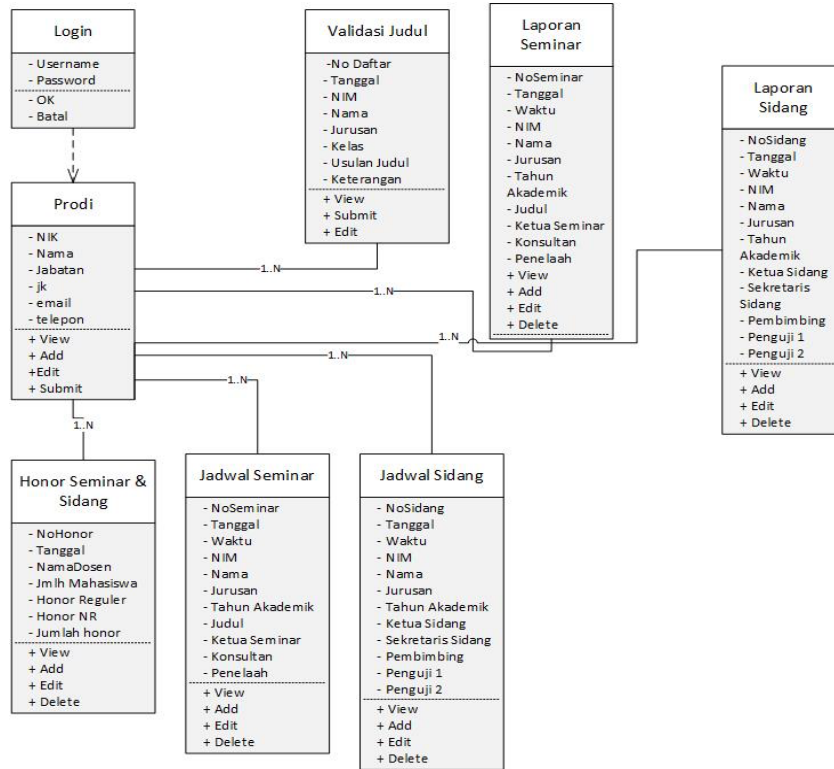 Login
- Username
- Password
- OK
- Batal
Validasi Judul
-No Daftar
- Tanggal
- NIM
- Nama
- Jurusan
- Kelas
- Usulan Judul
- Keterangan
+ View
+ Submit
+ Edit
Laporan
Seminar
- NoSeminar
- Tanggal
- Waktu
- NIM
- Nama
- Jurusan
- Tahun
Akademik
- Judul
- Ketua Seminar
- Konsultan
- Penelaah
+ View
+ Add
+ Edit
+ Delete
Laporan
Sidang
- NoSidang
- Tanggal
- Waktu
- NIM
- Nama
- Jurusan
- Tahun
Akademik
- Ketua Sidang
- Sekretaris
Sidang
- Pembimbing
- Penguji 1
- Penguji 2
+ View
+ Add
+ Edit
+ Delete
Prodi
- NIK
- Nama
- Jabatan
- jk
- email
- telepon
+ View
+ Add
+Edit
+ Submit
1..N
1..N
1..N
1..N
1..N
1..N
Honor Seminar &
Sidang
- NoHonor
- Tanggal
- NamaDosen
- Jmlh Mahasiswa
- Honor Reguler
- Honor NR
- Jumlah honor
+ View
+ Add
+ Edit
+ Delete
Jadwal Seminar
- NoSeminar
- Tanggal
- Waktu
- NIM
- Nama
- Jurusan
- Tahun Akademik
- Judul
- Ketua Seminar
- Konsultan
- Penelaah
+ View
+ Add
+ Edit
+ Delete
Jadwal Sidang
- NoSidang
- Tanggal
- Waktu
- NIM
- Nama
- Jurusan
- Tahun Akademik
- Ketua Sidang
- Sekretaris Sidang
- Pembimbing
- Penguji 1
- Penguji 2
+ View
+ Add
+ Edit
+ Delete